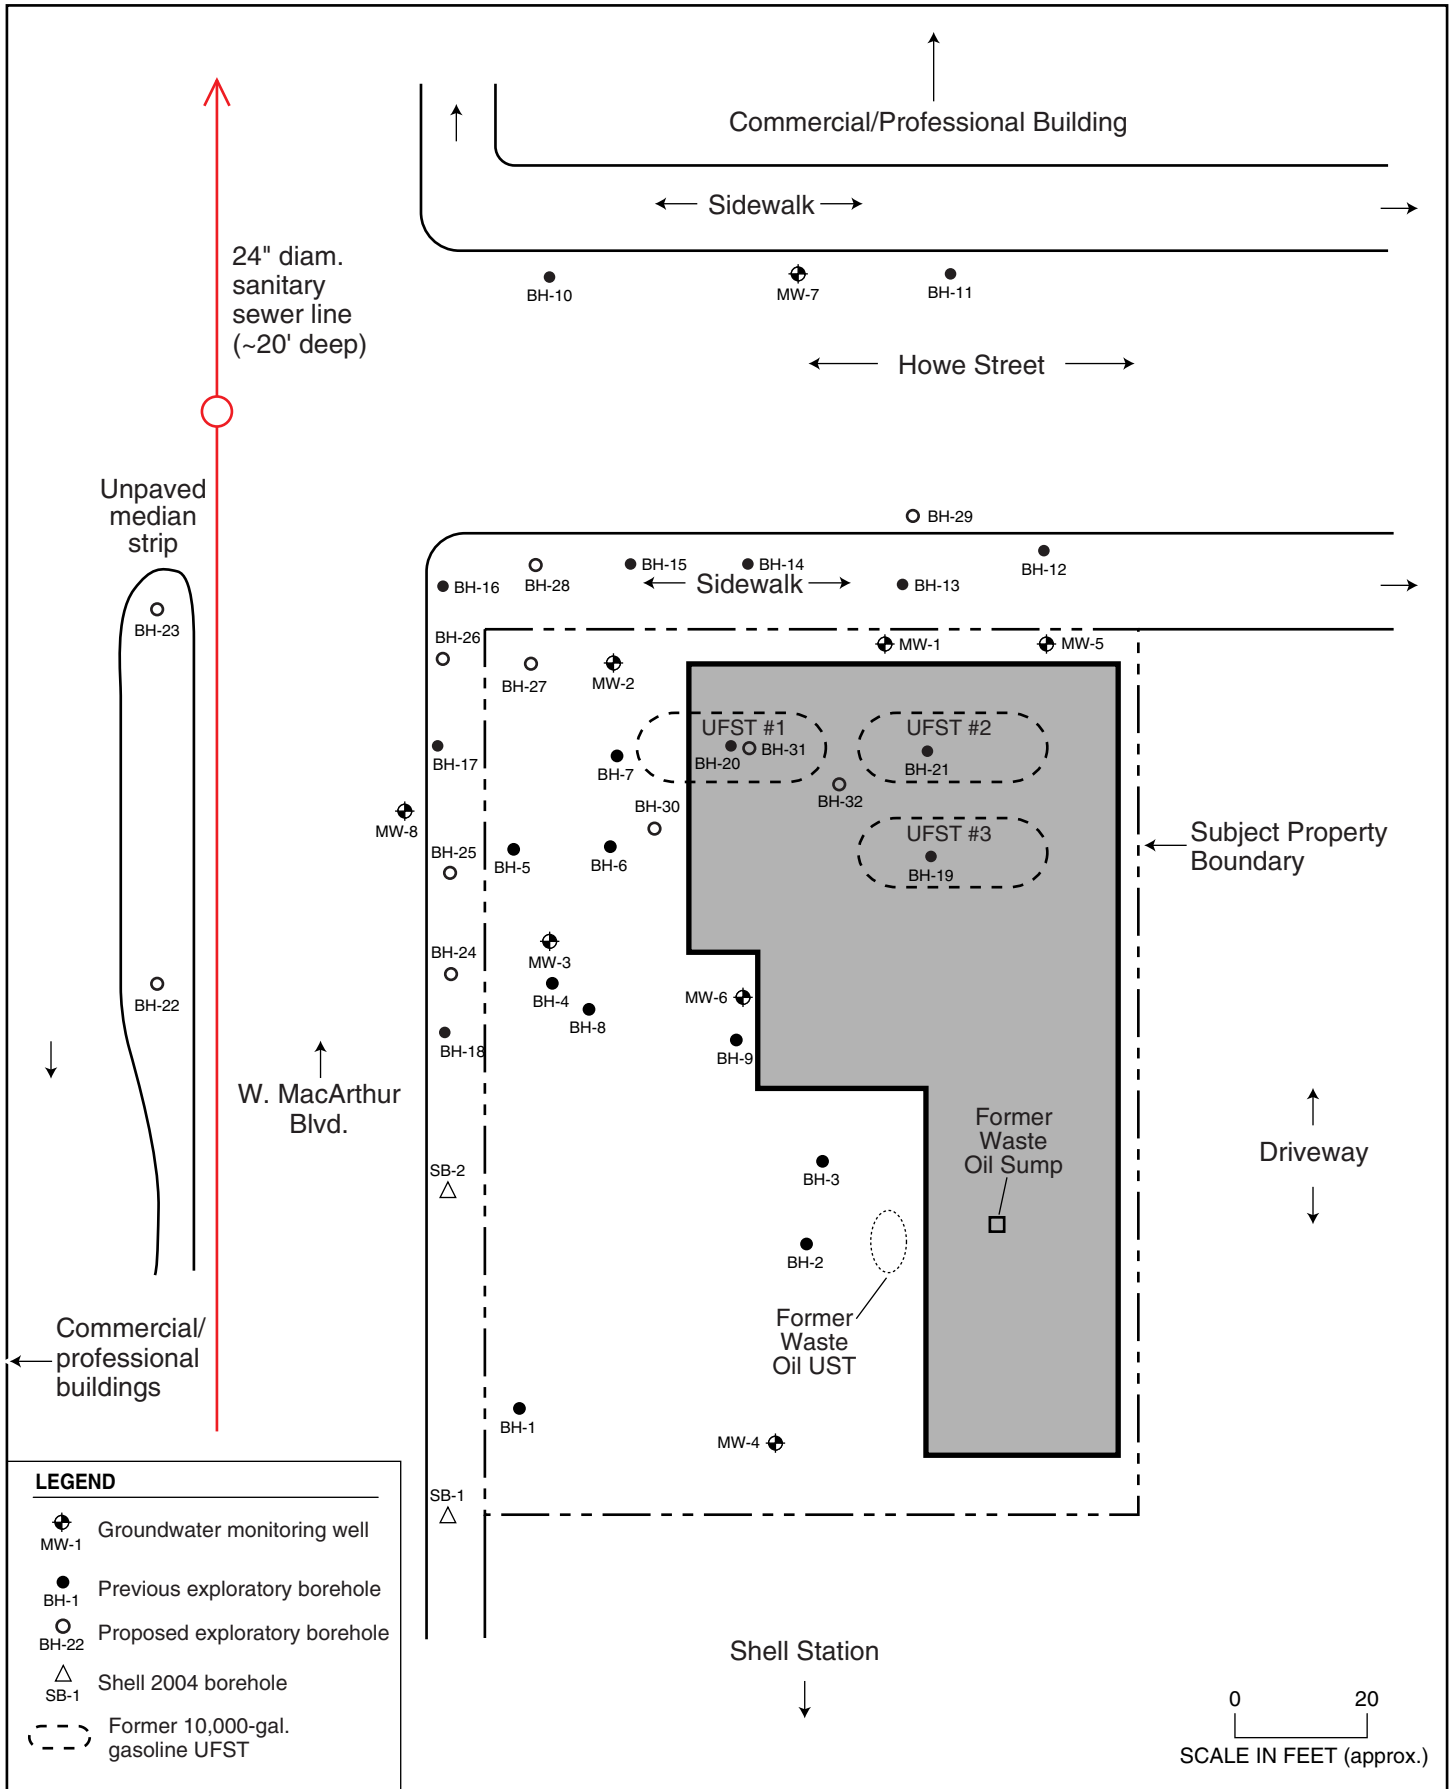 Commercial/Professional Building
Sidewalk
24" diam.
sanitary
sewer line
(~20' deep)
BH-10
MW-7
BH-11
Howe Street
Unpaved
median
strip
BH-29
BH-16
BH-28
BH-15
BH-14
Sidewalk
BH-13
BH-12
BH-23
BH-26
BH-27
MW-2
MW-1
MW-5
UFST #1
UFST #2
BH-17
BH-7
BH-20
BH-31
BH-21
BH-32
BH-30
MW-8
BH-25
BH-5
BH-6
UFST #3
BH-19
Subject Property
Boundary
BH-24
MW-3
BH-4
BH-8
MW-6
BH-9
BH-22
BH-18
W. MacArthur
Blvd.
Former
Waste
Oil Sump
Driveway
SB-2
BH-3
BH-2
Former
Waste
Oil UST
Commercial/
professional
buildings
BH-1
MW-4
SB-1
LEGEND
MW-1
Groundwater monitoring well
BH-1
Previous exploratory borehole
BH-22
Proposed exploratory borehole
SB-1
Shell 2004 borehole
Former 10,000-gal.
gasoline UFST
Shell Station
0 20
SCALE IN FEET (approx.)